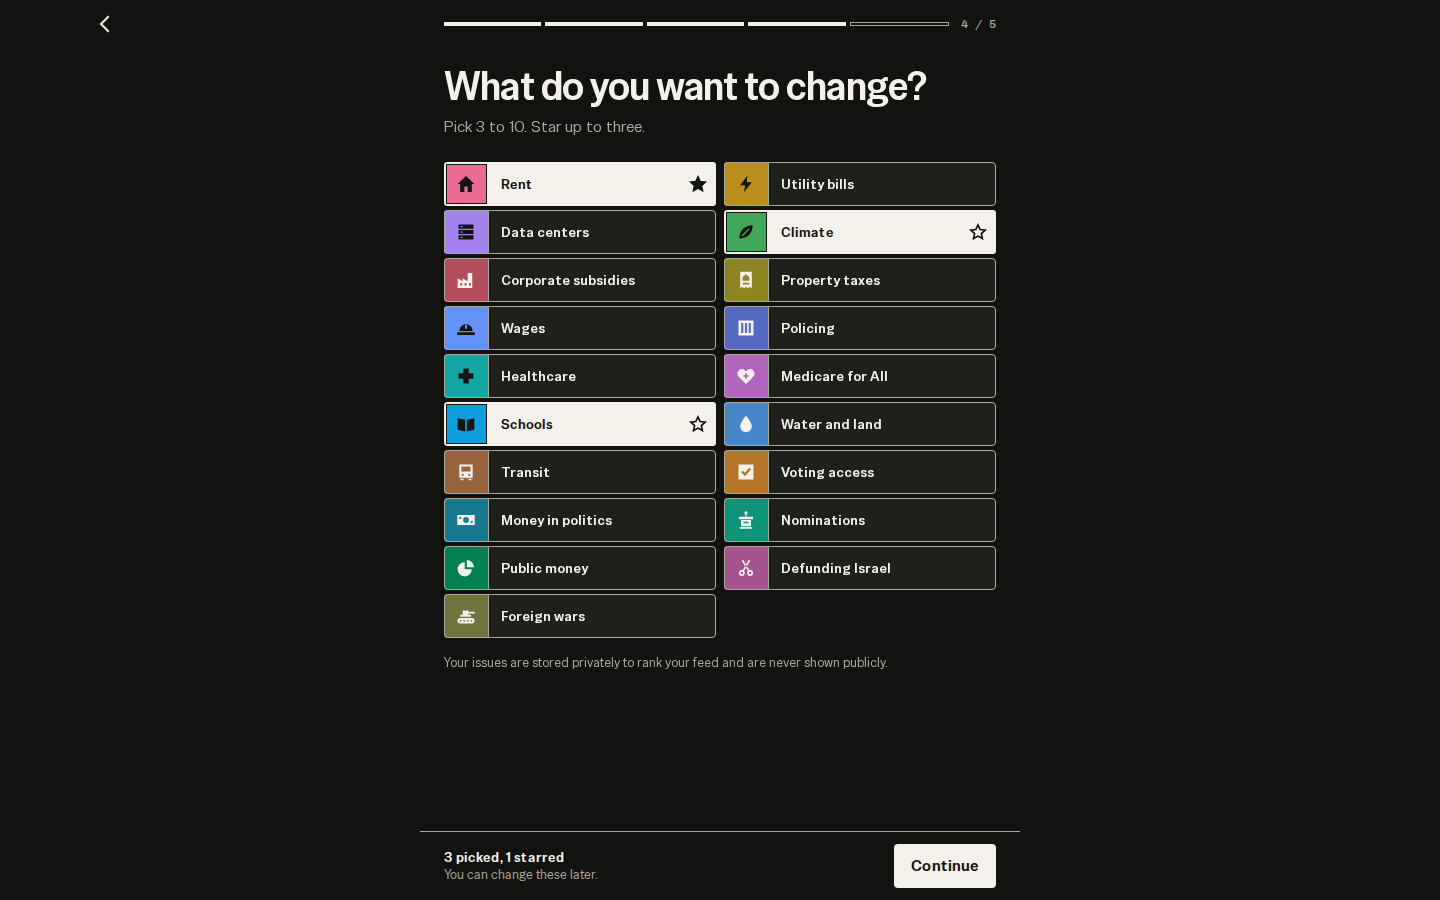 4 / 5
What do you want to change?
Pick 3 to 10. Star up to three.
Rent
Utility bills
Data centers
Climate
Corporate subsidies
Property taxes
Wages
Policing
Healthcare
Medicare for All
Schools
Water and land
Transit
Voting access
Money in politics
Nominations
Public money
Defunding Israel
Foreign wars
Your issues are stored privately to rank your feed and are never shown publicly.
3 picked, 1 starred
You can change these later.
Continue